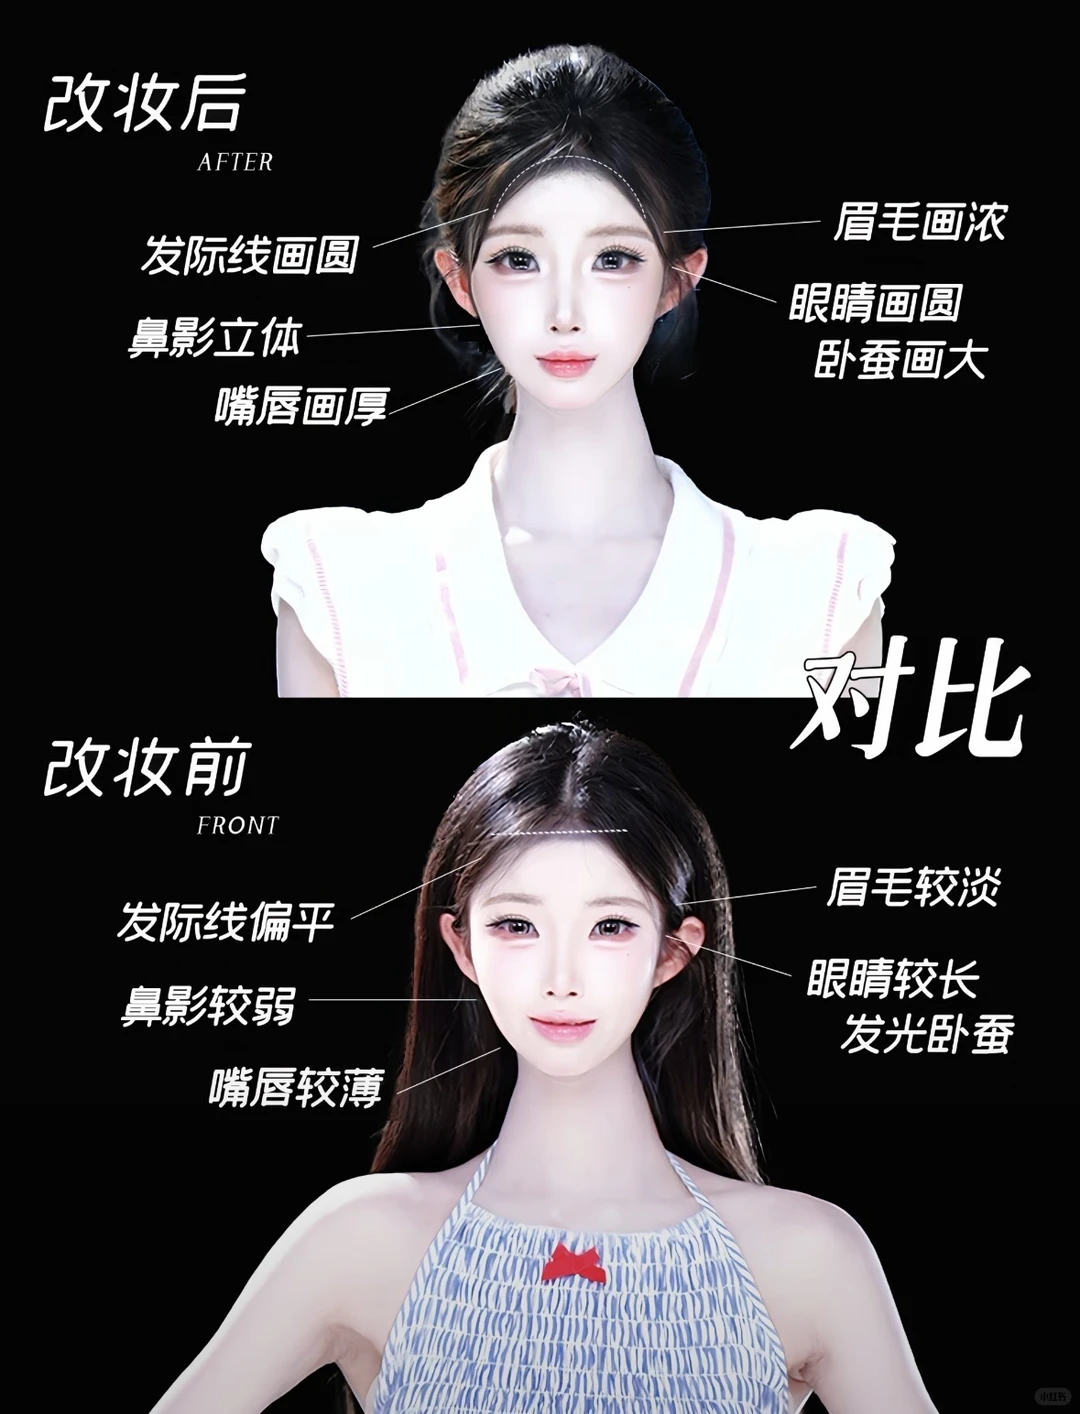 改妆后
AFTER
发际线画圆
鼻影立体
嘴唇画厚
眉毛画浓
眼睛画圆
卧蚕画大
对比
改妆前
FRONT
发际线偏平
鼻影较弱
嘴唇较薄
眉毛较淡
眼睛较长
发光卧蚕
小红书